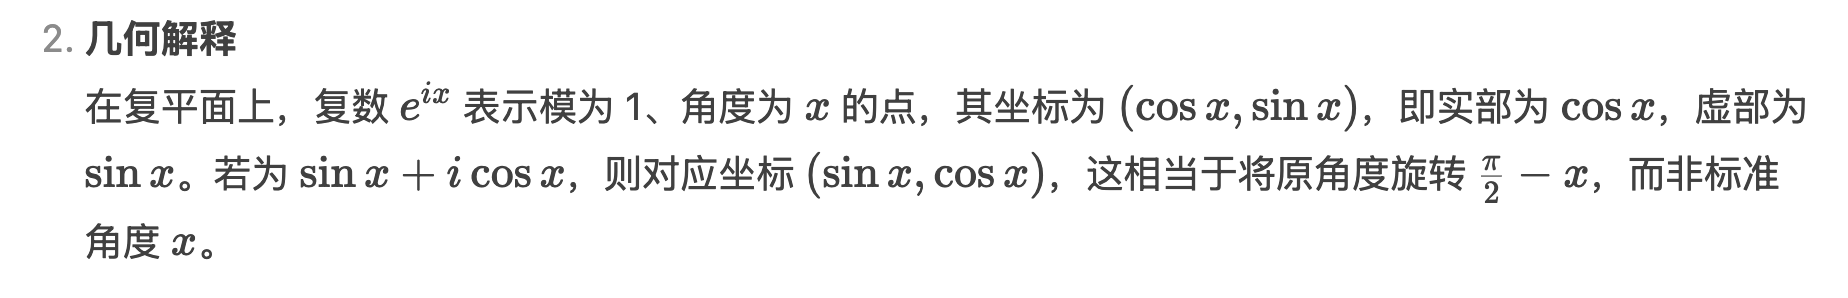 2. 几何解释
在复平面上，复数 $e^{ix}$ 表示模为 1、角度为 $x$ 的点，其坐标为 $(\cos x, \sin x)$，即实部为 $\cos x$，虚部为
$\sin x$。若为 $\sin x + i \cos x$，则对应坐标 $(\sin x, \cos x)$，这相当于将原角度旋转 $\frac{\pi}{2} - x$，而非标准
角度 $x$。